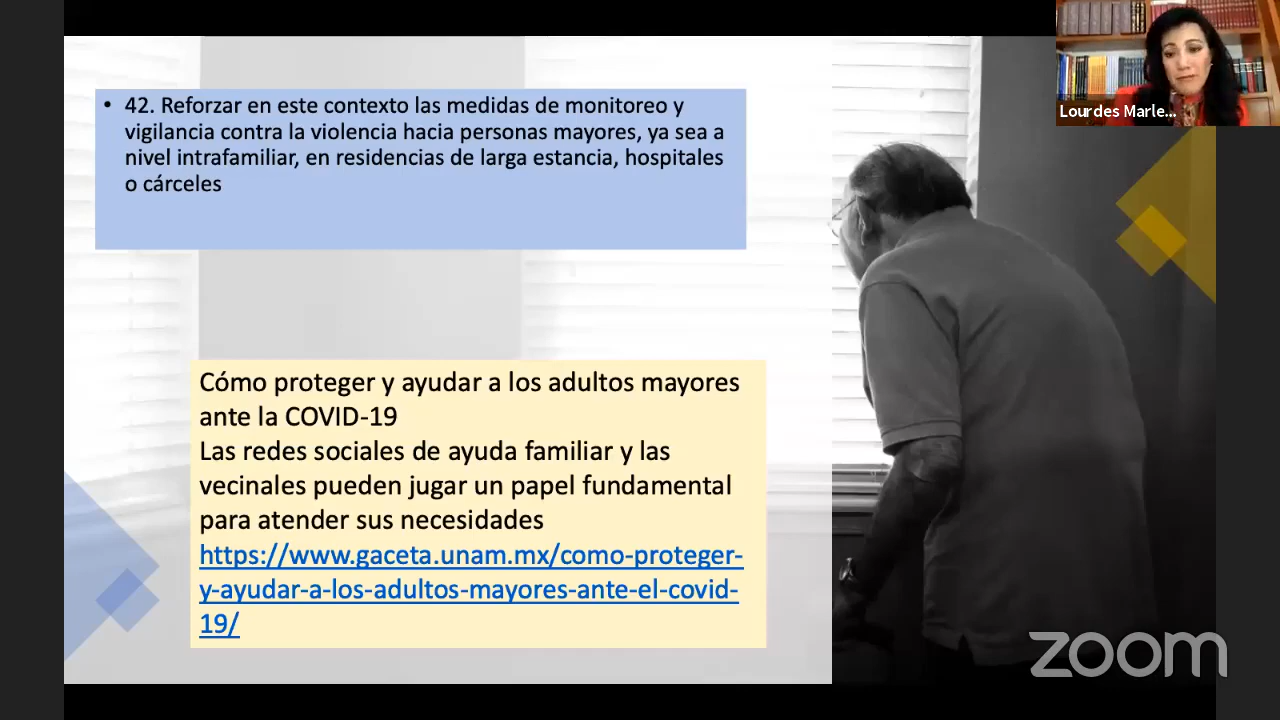 Lourdes Marle...
• 42. Reforzar en este contexto las medidas de monitoreo y
vigilancia contra la violencia hacia personas mayores, ya sea a
nivel intrafamiliar, en residencias de larga estancia, hospitales
o cárceles
Cómo proteger y ayudar a los adultos mayores
ante la COVID-19
Las redes sociales de ayuda familiar y las
vecinales pueden jugar un papel fundamental
para atender sus necesidades
https://www.gaceta.unam.mx/como-proteger-
y-ayudar-a-los-adultos-mayores-ante-el-covid-
19/
zoom